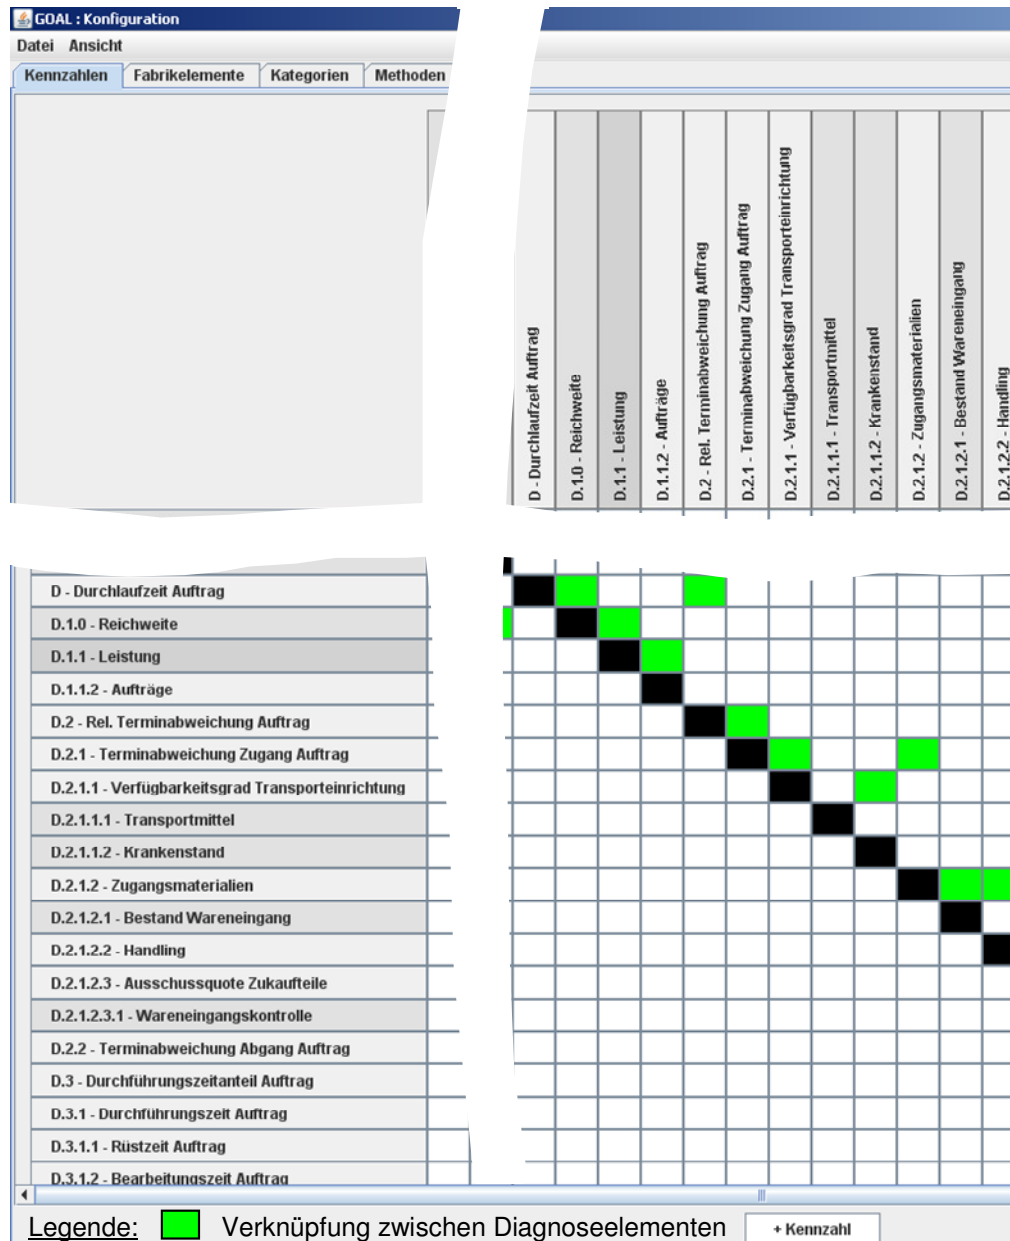 GOAL : Konfiguration
Datei Ansicht
Kennzahlen Fabrikelemente Kategorien Methoden
D - Durchlaufzeit Auftrag
D.1.0 - Reichweite
D.1.1 - Leistung
D.1.1.2 - Aufträge
D.2 - Rel. Terminabweichung Auftrag
D.2.1 - Terminabweichung Zugang Auftrag
D.2.1.1 - Verfügbarkeitsgrad Transporteinrichtung
D.2.1.1.1 - Transportmittel
D.2.1.1.2 - Krankenstand
D.2.1.2 - Zugangsmaterialien
D.2.1.2.1 - Bestand Wareneingang
D.2.1.2.2 - Handling
D - Durchlaufzeit Auftrag
D.1.0 - Reichweite
D.1.1 - Leistung
D.1.1.2 - Aufträge
D.2 - Rel. Terminabweichung Auftrag
D.2.1 - Terminabweichung Zugang Auftrag
D.2.1.1 - Verfügbarkeitsgrad Transporteinrichtung
D.2.1.1.1 - Transportmittel
D.2.1.1.2 - Krankenstand
D.2.1.2 - Zugangsmaterialien
D.2.1.2.1 - Bestand Wareneingang
D.2.1.2.2 - Handling
D.2.1.2.3 - Ausschussquote Zukaufteile
D.2.1.2.3.1 - Wareneingangskontrolle
D.2.2 - Terminabweichung Abgang Auftrag
D.3 - Durchführungszeitanteil Auftrag
D.3.1 - Durchführungszeit Auftrag
D.3.1.1 - Rüstzeit Auftrag
D.3.1.2 - Bearbeitungszeit Auftrag
Legende: Verknüpfung zwischen Diagnoseelementen + Kennzahl